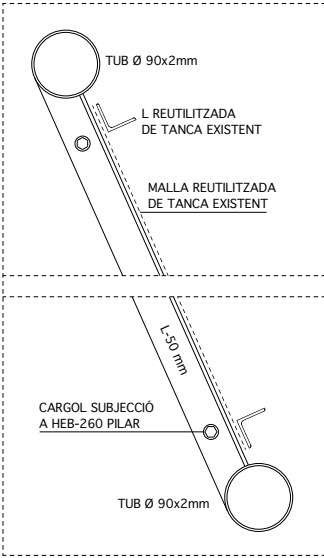 TUB Ø 90x2mm
L REUTILITZADA
DE TANCA EXISTENT
MALLA REUTILITZADA
DE TANCA EXISTENT
L-50 mm
CARGOL SUBJECCIÓ
A HEB-260 PILAR
TUB Ø 90x2mm